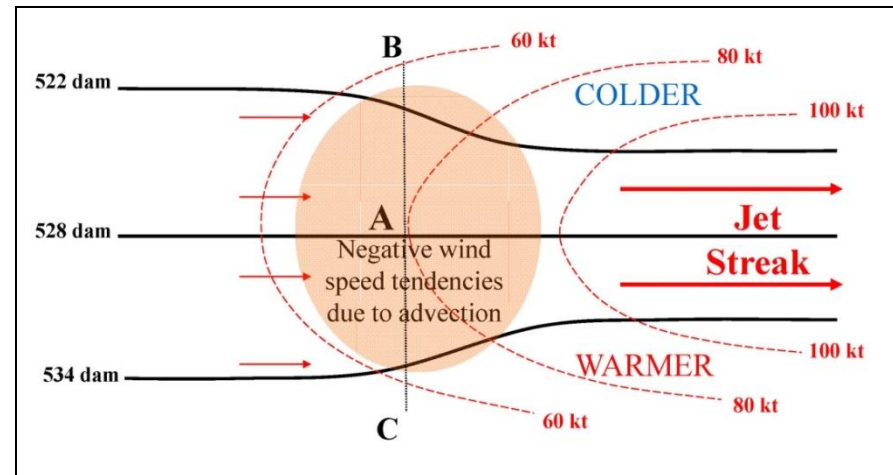 60 kt
B
80 kt
522 dam
COLDER
100 kt
A
Jet
528 dam
Negative wind
speed tendencies
due to advection
Streak
WARMER
100 kt
534 dam
80 kt
60 kt
C